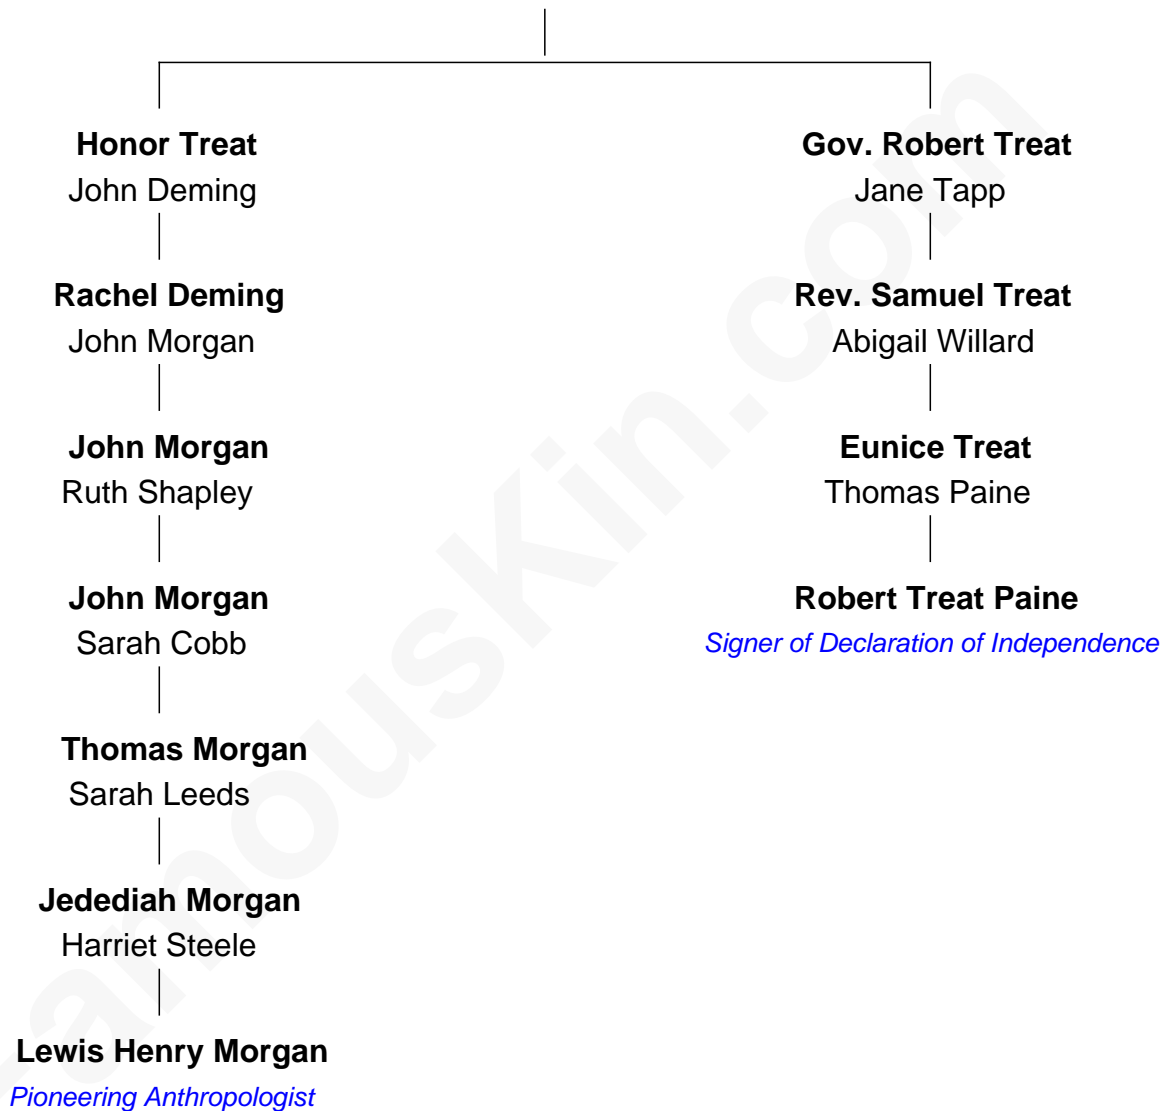 Honor Treat
John Deming
Rachel Deming
John Morgan
John Morgan
Ruth Shapley
John Morgan
Sarah Cobb
Thomas Morgan
Sarah Leeds
Jedediah Morgan
Harriet Steele
Lewis Henry Morgan
Pioneering Anthropologist
Gov. Robert Treat
Jane Tapp
Rev. Samuel Treat
Abigail Willard
Eunice Treat
Thomas Paine
Robert Treat Paine
Signer of Declaration of Independence
FamousKin.com